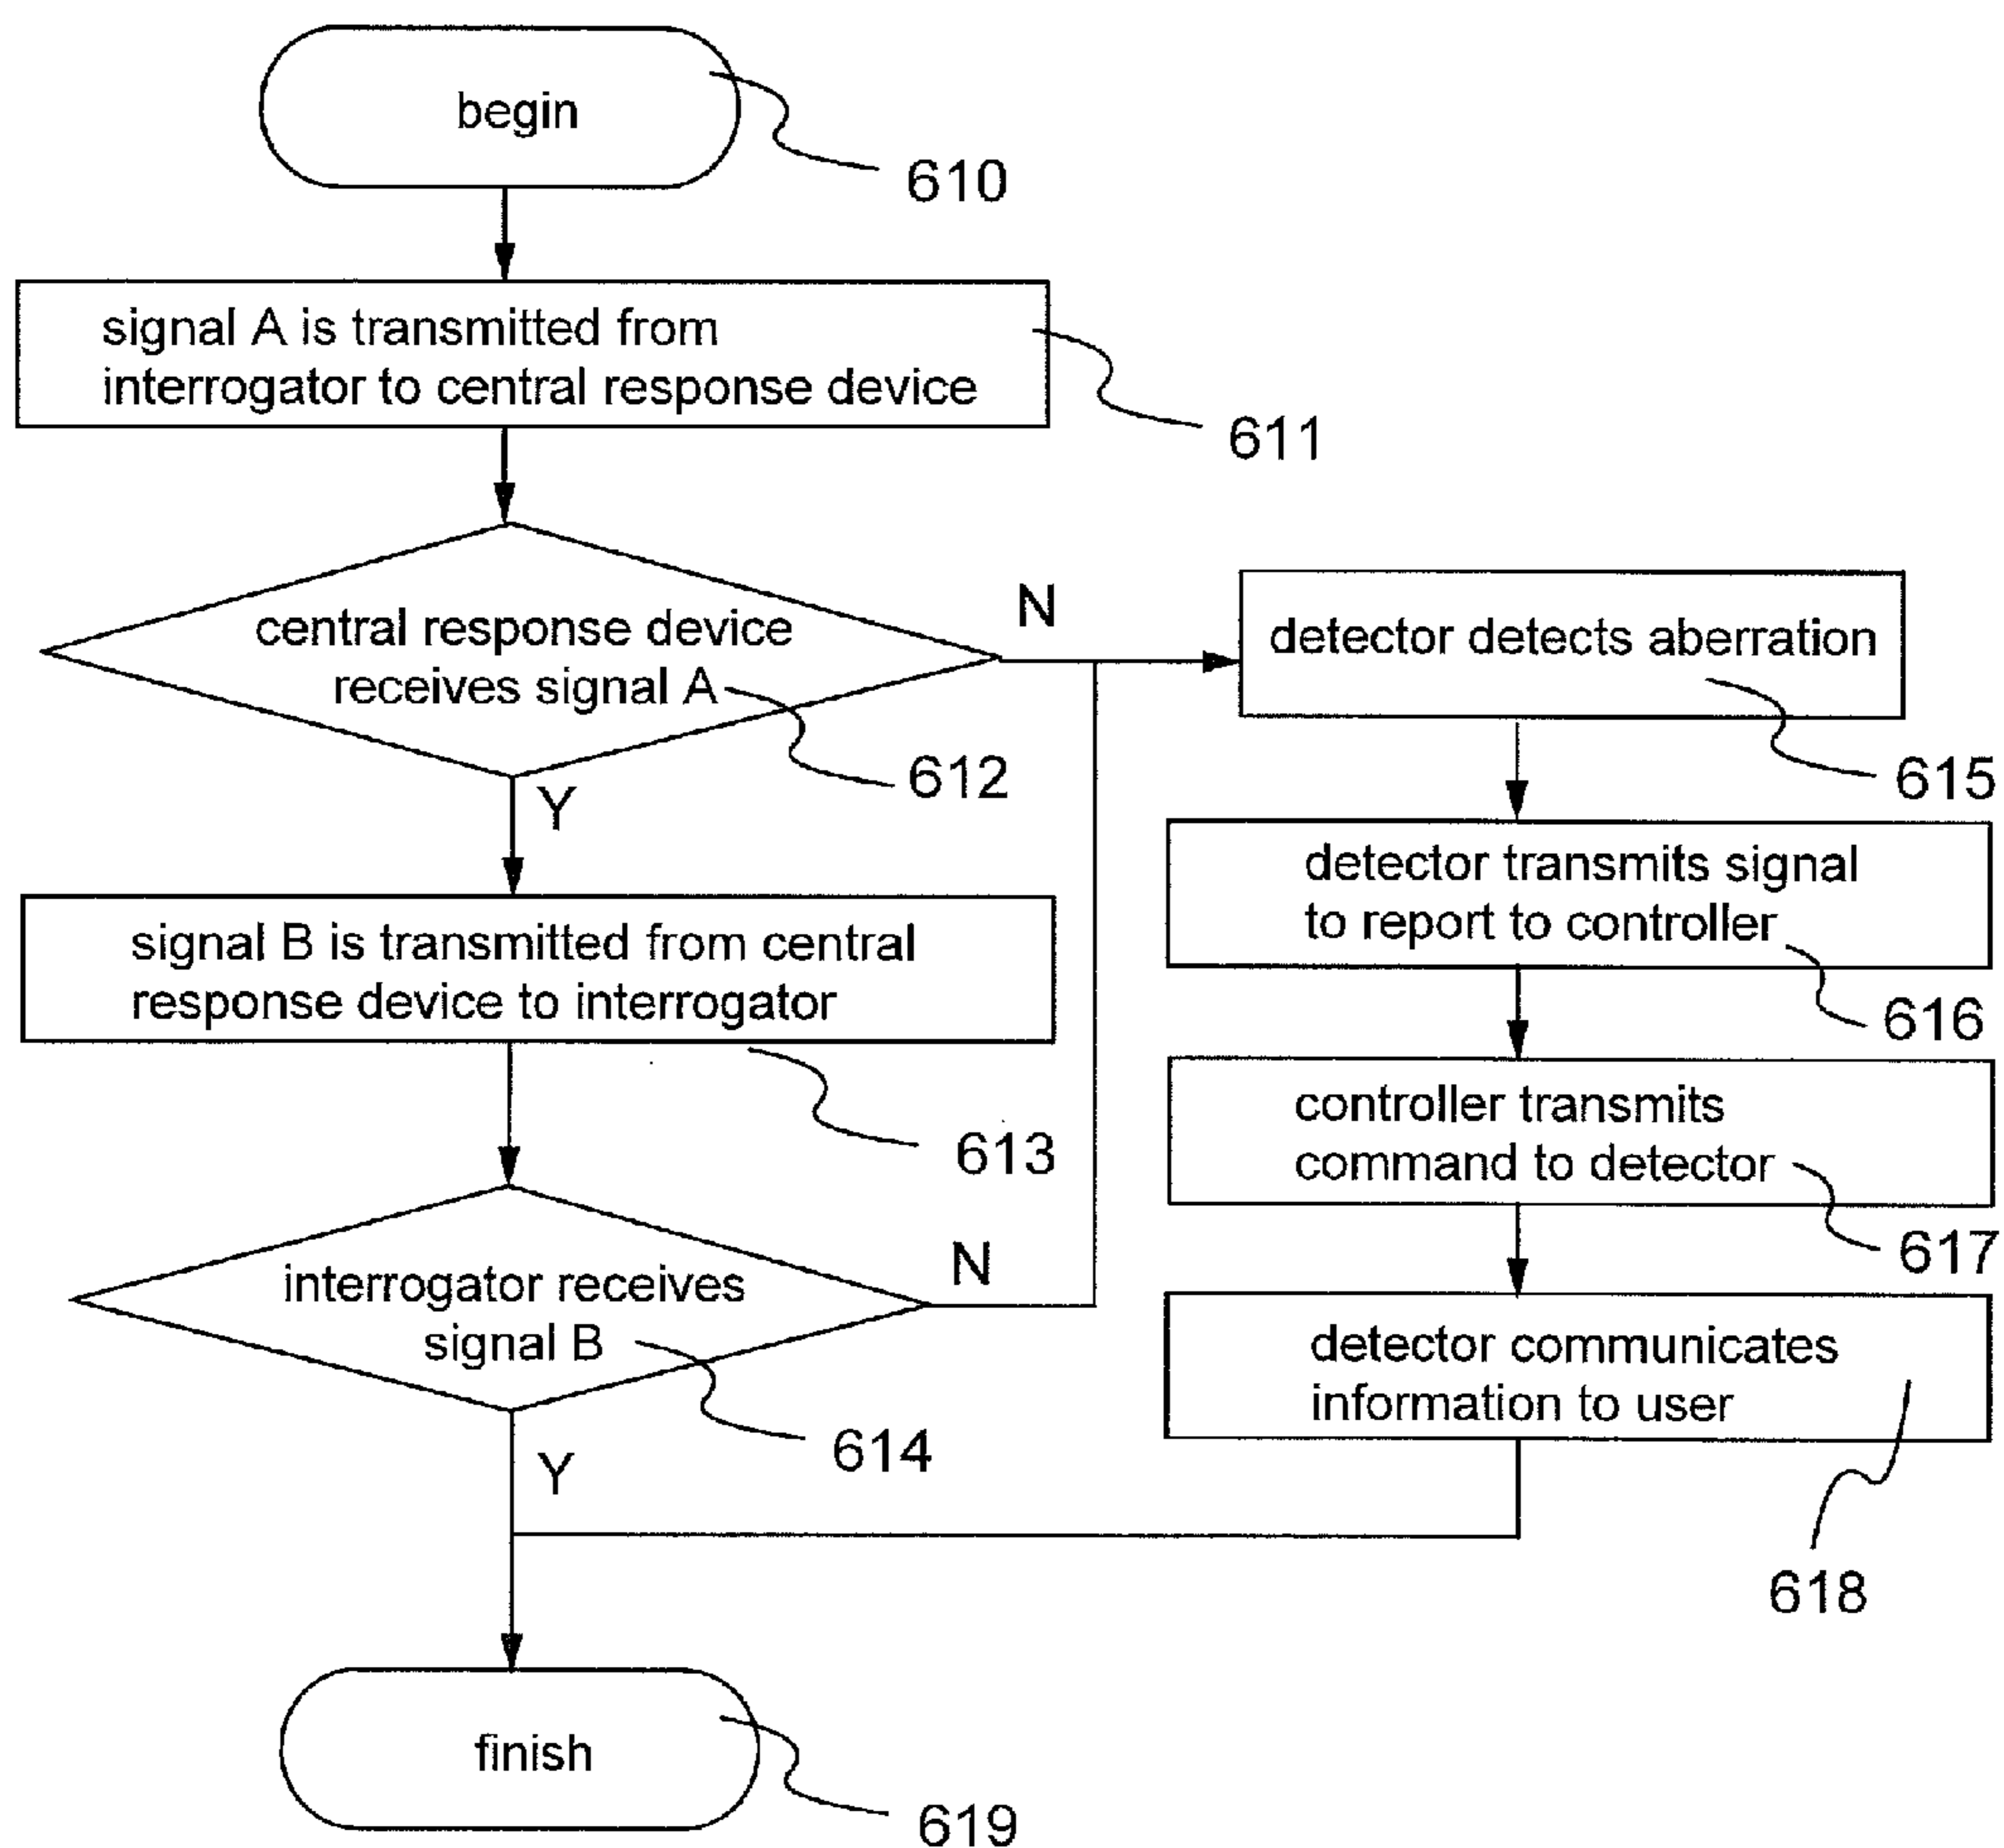 begin
610
signal A is transmitted from
interrogator to central response device
611
central response device
receives signal A
612
N
Y
signal B is transmitted from central
response device to interrogator
613
interrogator receives
signal B
614
N
Y
detector detects aberration
615
detector transmits signal
to report to controller
616
controller transmits
command to detector
617
detector communicates
information to user
618
finish
619